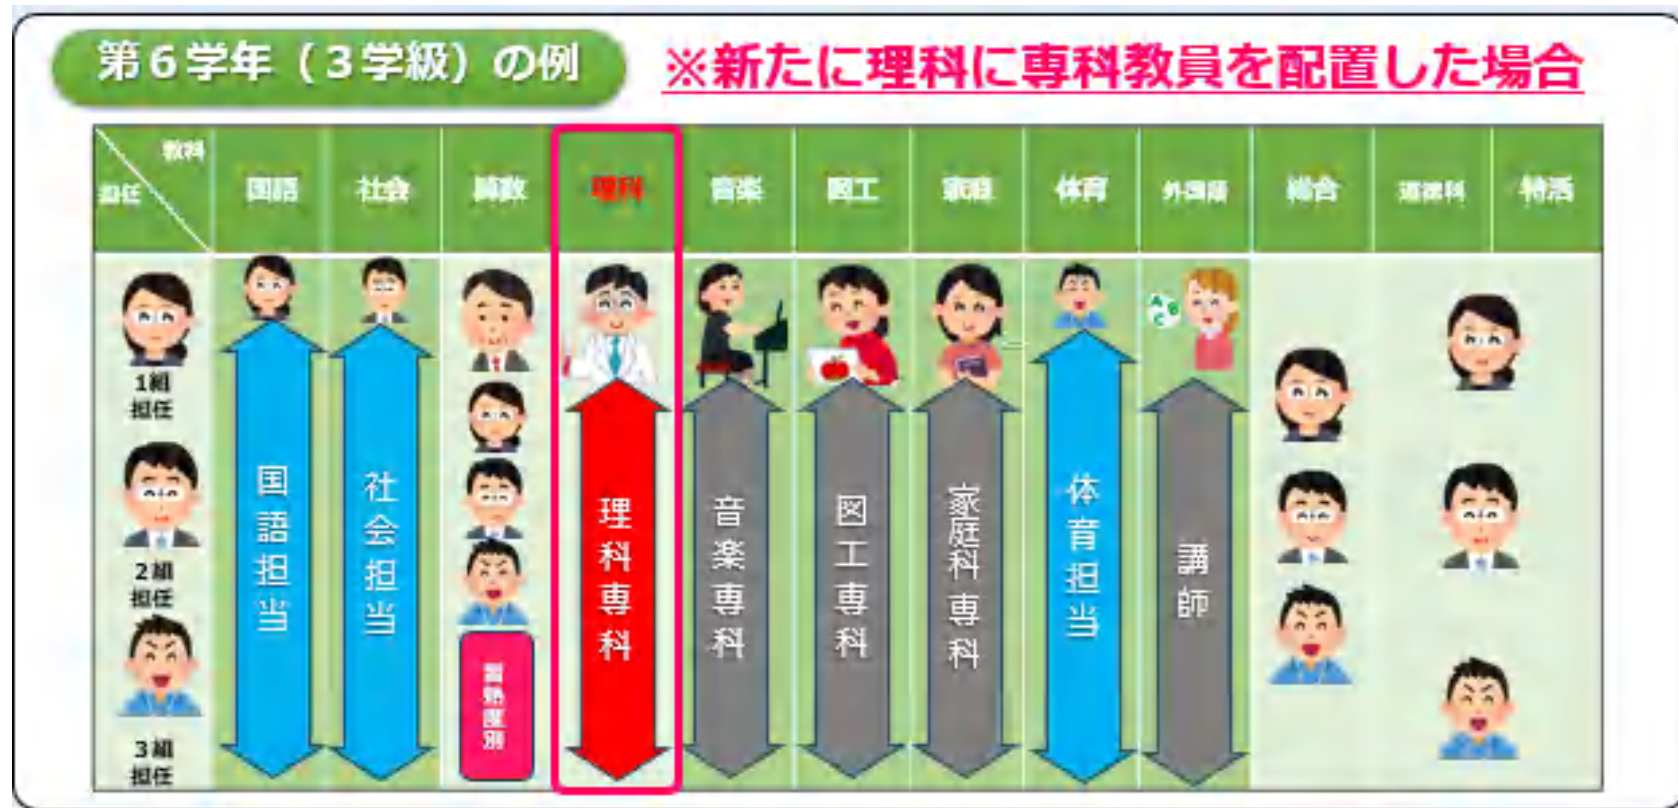 第6学年（3学級）の例
※新たに理科に専科教員を配置した場合
教科
担任
国語
社会
算数
理科
音楽
図工
家庭
体育
外国語
総合
道徳科
特活
1組
担任
2組
担任
3組
担任
国語担当
社会担当
習熟度別
理科専科
音楽専科
図工専科
家庭科専科
体育担当
講師
A
B
C